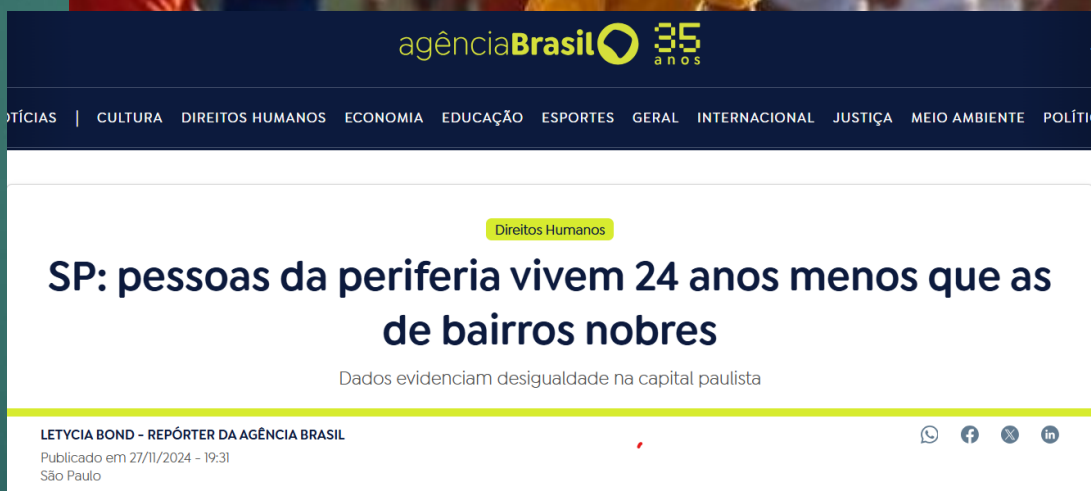 agênciaBrasil 35 anos
OTÍCIAS | CULTURA DIREITOS HUMANOS ECONOMIA EDUCAÇÃO ESPORTES GERAL INTERNACIONAL JUSTIÇA MEIO AMBIENTE POLÍTI
Direitos Humanos
SP: pessoas da periferia vivem 24 anos menos que as
de bairros nobres
Dados evidenciam desigualdade na capital paulista
LETYCIA BOND - REPÓRTER DA AGÊNCIA BRASIL
Publicado em 27/11/2024 - 19:31
São Paulo